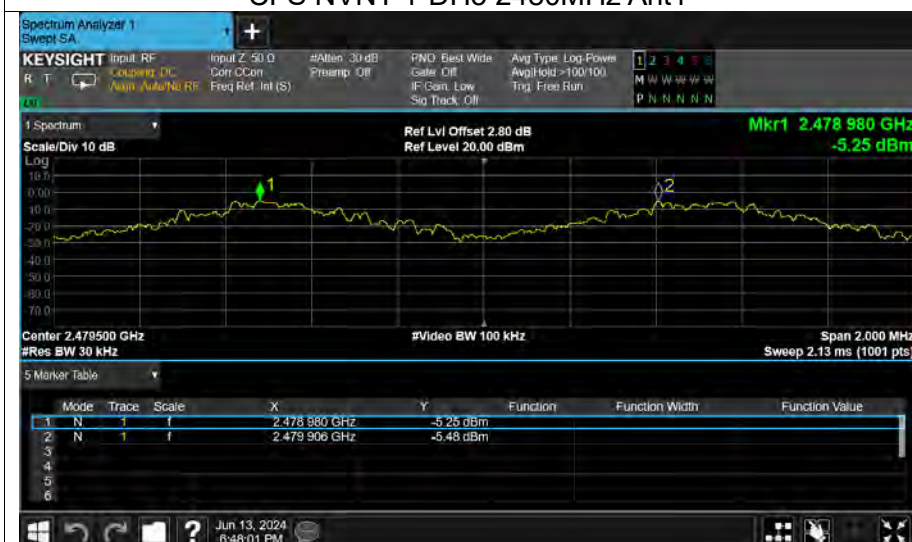 Spectrum Analyzer 1
Swept SA
+
KEYSIGHT Input: RF Input Z: 50 Ω #Atten: 30 dB PNO: Best Wide Avg Type: Log-Power 1 2 3 4 5 6
R T Coupling: DC Corr CCorr Preamp: Off Gate: Off Avg|Hold >100/100 M W W W W W
Align: Auto/No RF Freq Ref: Int (S) IF Gain: Low Trig: Free Run
Sig Track: Off P N N N N N
1 Spectrum
Ref Lvl Offset 2.80 dB Mkr1 2.478 980 GHz
Scale/Div 10 dB Ref Level 20.00 dBm -5.25 dBm
Log
10.0
0.00
1
2
Center 2.479500 GHz #Video BW 100 kHz Span 2.000 MHz
#Res BW 30 kHz Sweep 2.13 ms (1001 pts)
5 Marker Table
Mode Trace Scale X Y Function Function Width Function Value
1 N 1 f 2.478 980 GHz -5.25 dBm
2 N 1 f 2.479 906 GHz -5.48 dBm
3
4
5
6
? Jun 13, 2024
6:48:01 PM